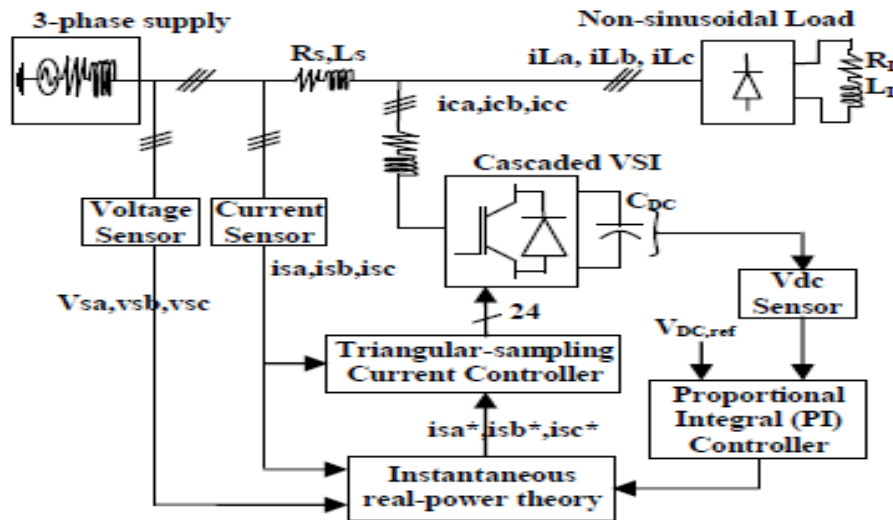 3-phase supply
Non-sinusoidal Load
Rs,Ls
iLa, iLb, iLc
ica,icb,icc
Cascaded VSI
CDC
Voltage
Sensor
Current
Sensor
isa,isb,isc
Vsa,vsb,vsc
24
Vdc
Sensor
VDC,ref
Triangular-sampling
Current Controller
Proportional
Integral (PI)
Controller
isa*,isb*,isc*
Instantaneous
real-power theory